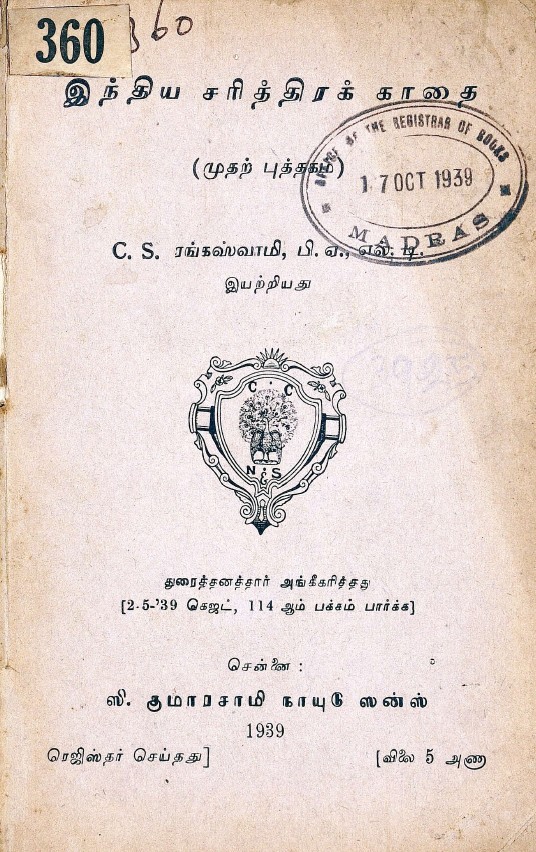 360
360
இந்திய சரித்திரக் காதை
(முதற் புத்தகம்)
OFFICE OF THE REGISTRAR OF BOOKS
17 OCT 1939
MADRAS
C. S. ரங்கஸ்வாமி, பி. ஏ., எல். டி.
இயற்றியது
C . C
N & S
துரைத்தனத்தார் அங்கீகரித்தது
[2-5-'39 கெஜட், 114 ஆம் பக்கம் பார்க்க]
சென்னை :
ஸி. குமாரசாமி நாயுடு ஸன்ஸ்
1939
ரெஜிஸ்தர் செய்தது]
[விலை 5 அணா